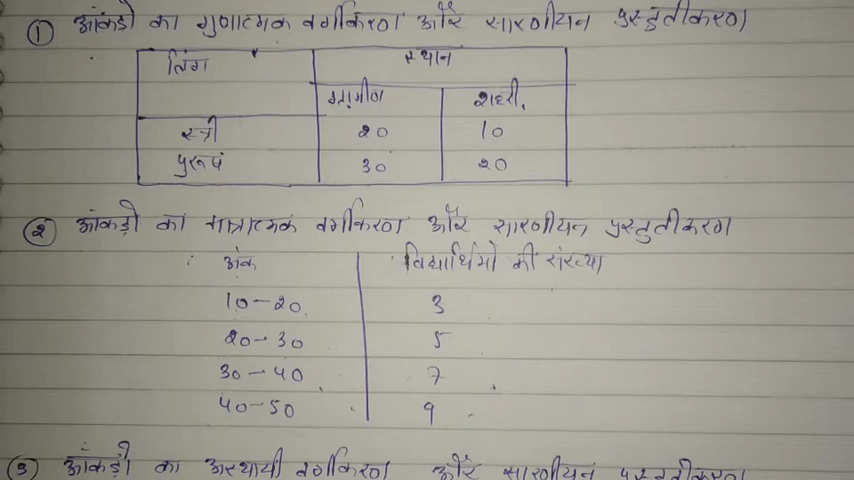 ① आंकडो का गुणात्मक वर्गीकरण और सारणीयन प्रस्तुतीकरण
लिंग स्थान
ग्रामीण शहरी
स्त्री 20 10
पुरूष 30 20
② आंकड़ो का मात्रात्मक वर्गीकरण और सारणीयन प्रस्तुतीकरण
अंक विद्यार्थियो की संख्या
10-20 3
20-30 5
30-40 7
40-50 9
③ आंकड़ो का अस्थायी वर्गीकरण और सारणीयन प्रस्तुतीकरण